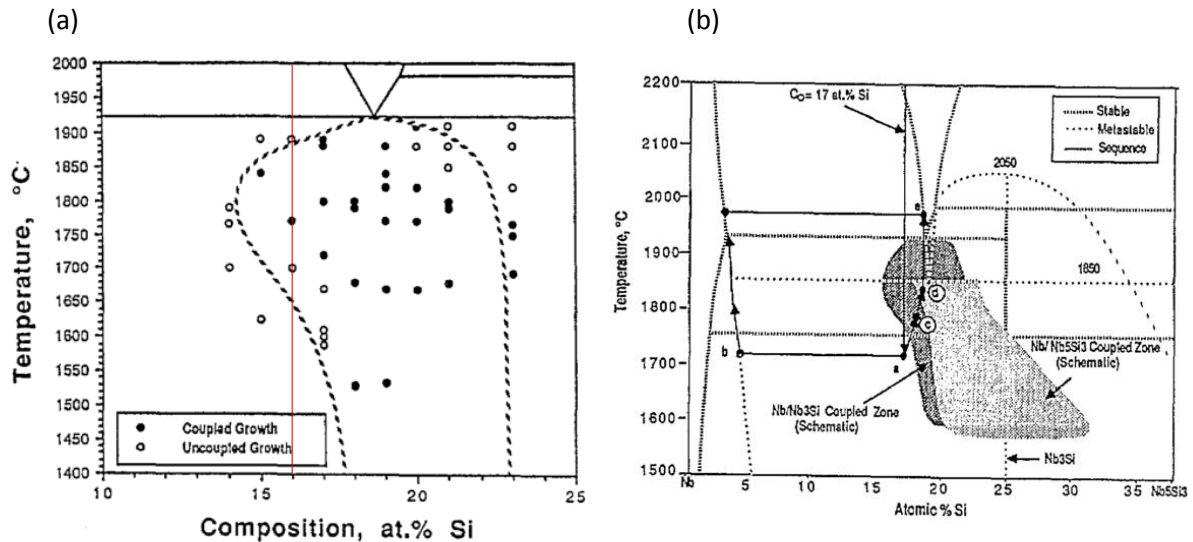 (a)
2000
1950
1900
1850
1800
1750
1700
1650
1600
1550
1500
1450
1400
Temperature, °C
Coupled Growth
Uncoupled Growth
10
15
20
25
Composition, at.% Si
(b)
2200
2100
2000
1900
1800
1700
1600
1500
Temperature, °C
C₀= 17 at.% Si
Stable
Metastable
Sequence
2050
1850
e
d
c
b
a
Nb/Nb5Si3 Coupled Zone
(Schematic)
Nb/Nb3Si Coupled Zone
(Schematic)
Nb3Si
Nb
5
10
15
20
25
30
35
Nb5Si3
Atomic % Si